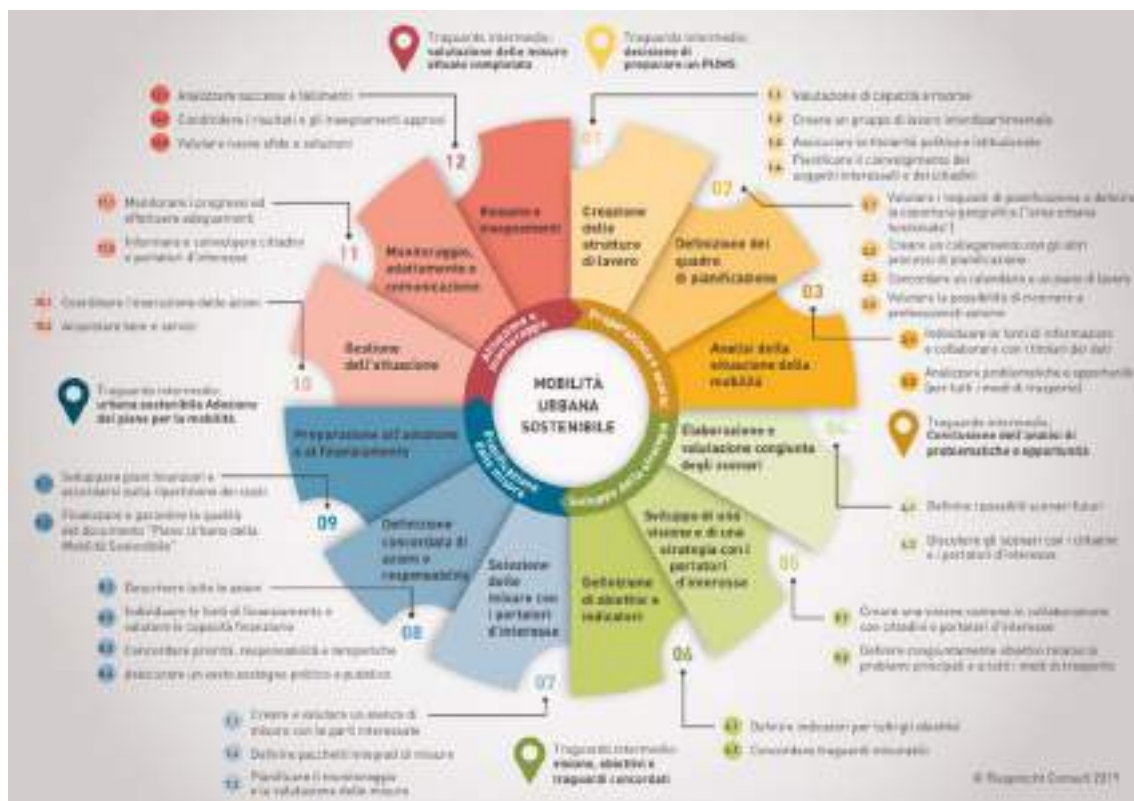 Traguardo intermedio:
valutazione delle misure
attuate completata
Traguardo intermedio:
decisione di
preparare un PUMS
Analizzare successi e fallimenti
Condividere i risultati e gli insegnamenti appresi
Valutare nuove sfide e soluzioni
1.1 Valutazione di capacità e risorse
Creare un gruppo di lavoro interdipartimentale
Assicurare la titolarità politica e istituzionale
1.4 Pianificare il coinvolgimento dei
soggetti interessati e dei cittadini
12
01
Creazione
delle
strutture
di lavoro
02
Definizione del
quadro
di pianificazione
Valutare i requisiti di pianificazione e definire
la copertura geografica ("area urbana
funzionale")
Creare un collegamento con gli altri
processi di pianificazione
Concordare un calendario e un piano di lavoro
Valutare la possibilità di ricorrere a
11.1 Monitorare i progressi ed
effettuare adeguamenti
Informare e coinvolgere cittadini
e portatori d'interesse
11
Monitoraggio,
adattamento e
comunicazione
03
Analisi della
situazione della
mobilità
Individuare le fonti di informazioni
e collaborare con i titolari dei dati
Analizzare problematiche e opportunità
(per tutti i modi di trasporto)
10.1 Coordinare l'esecuzione delle azioni
Acquistare bene e servizi
10
Gestione
dell'attuazione
MOBILITÀ
URBANA
SOSTENIBILE
Traguardo intermedio:
urbana sostenibile Adozione
del piano per la mobilità
Traguardo intermedio:
Conclusione dell'analisi di
problematiche e opportunità
Preparazione all'adozione
e al finanziamento
09
Sviluppare piani finanziari e
accordarsi sulla ripartizione dei costi
Finalizzare e garantire la qualità
del documento "Piano Urbano della
Mobilità Sostenibile"
04
Elaborazione e
valutazione congiunta
degli scenari
4.1 Definire i possibili scenari futuri
Discutere gli scenari con i cittadini
e i portatori d'interesse
05
Sviluppo di una
visione e di una
strategia con i
portatori
d'interesse
Creare una visione comune in collaborazione
con cittadini e portatori d'interesse
Definire congiuntamente obiettivi relativi ai
problemi principali e a tutti i modi di trasporto
Definizione
concordata di
azioni e
responsabilità
08
Descrivere tutte le azioni
Individuare le fonti di finanziamento e
valutare le capacità finanziarie
Concordare priorità, responsabilità e tempistiche
Assicurare un vasto sostegno politico e pubblico
Selezione
delle
misure con
i portatori
d'interesse
07
Creare e valutare un elenco di
misure con le parti interessate
Definire pacchetti integrati di misure
Pianificare il monitoraggio
e la valutazione delle misure
Definizione
di obiettivi e
indicatori
06
Definire indicatori per tutti gli obiettivi
Concordare traguardi misurabili
Traguardo intermedio:
visione, obiettivi e
traguardi concordati
© Rupprecht Consult 2019